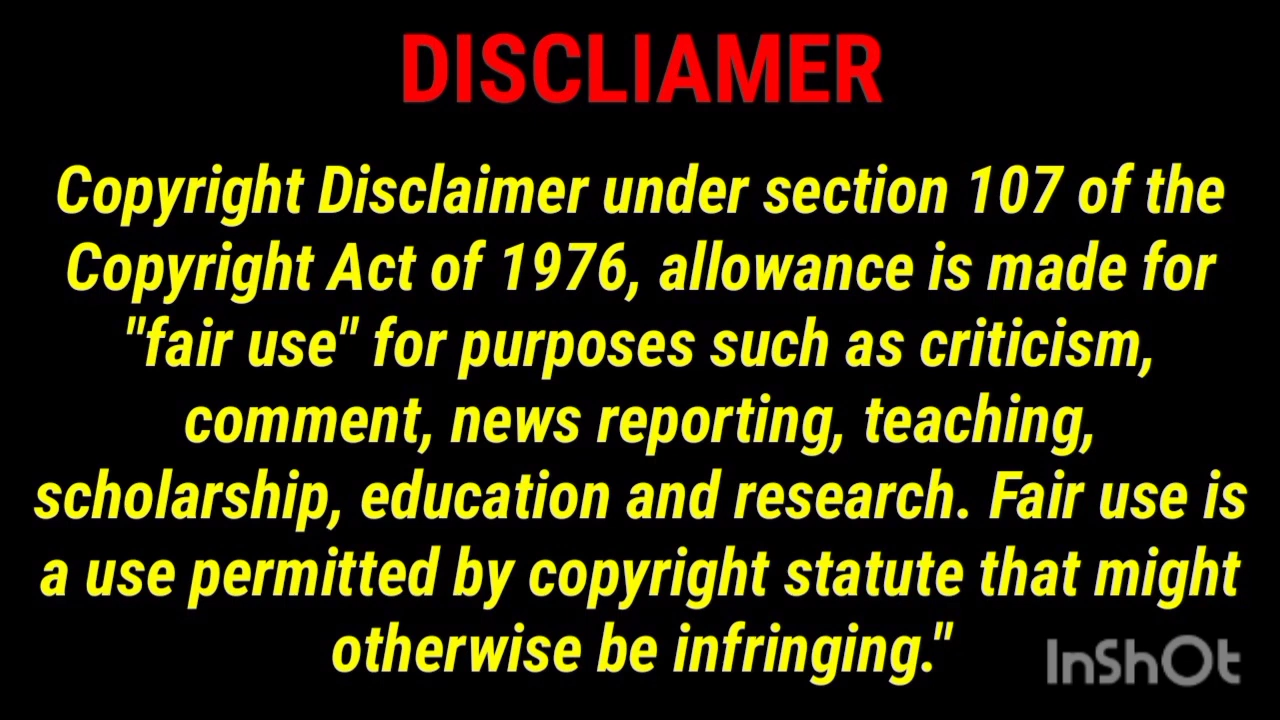 DISCLIAMER
Copyright Disclaimer under section 107 of the
Copyright Act of 1976, allowance is made for
"fair use" for purposes such as criticism,
comment, news reporting, teaching,
scholarship, education and research. Fair use is
a use permitted by copyright statute that might
otherwise be infringing."
InShOt